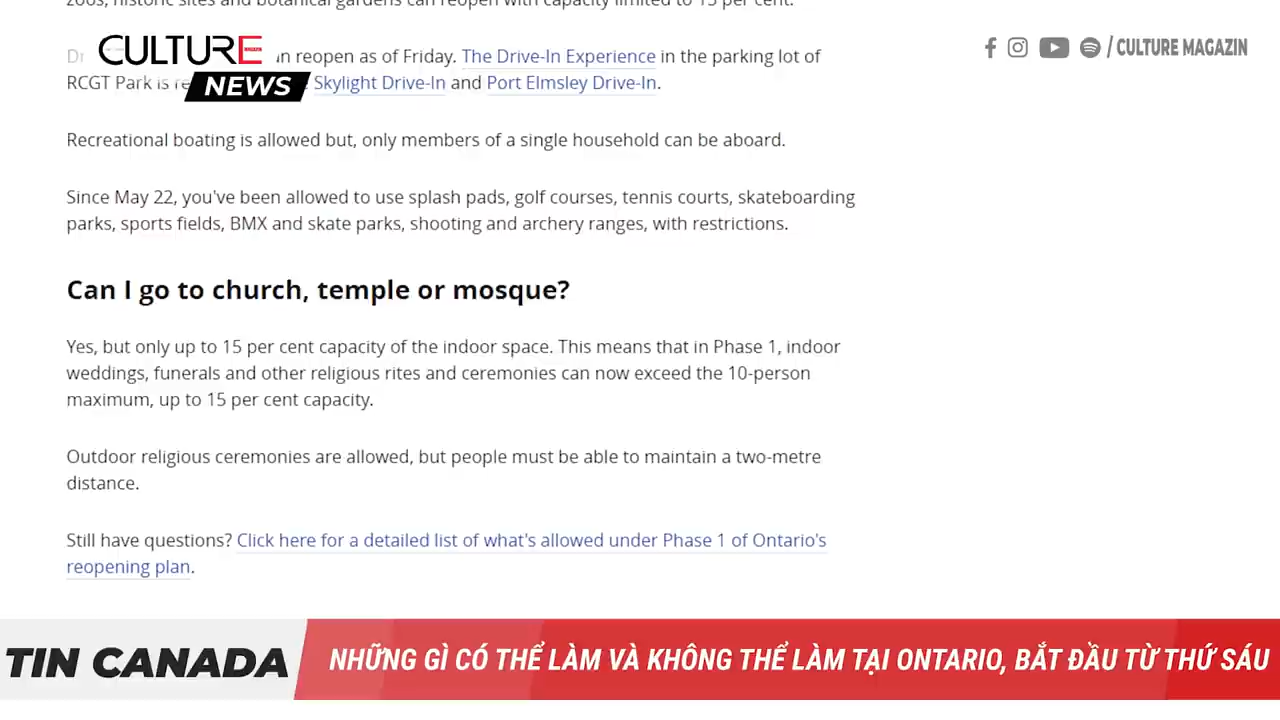 zoos, historic sites and botanical gardens can reopen with capacity limited to 15 per cent.
CULTURE
NEWS
/ CULTURE MAGAZIN
reopen as of Friday. The Drive-In Experience in the parking lot of
RCGT Park is Skylight Drive-In and Port Elmsley Drive-In.
Recreational boating is allowed but, only members of a single household can be aboard.
Since May 22, you've been allowed to use splash pads, golf courses, tennis courts, skateboarding
parks, sports fields, BMX and skate parks, shooting and archery ranges, with restrictions.
Can I go to church, temple or mosque?
Yes, but only up to 15 per cent capacity of the indoor space. This means that in Phase 1, indoor
weddings, funerals and other religious rites and ceremonies can now exceed the 10-person
maximum, up to 15 per cent capacity.
Outdoor religious ceremonies are allowed, but people must be able to maintain a two-metre
distance.
Still have questions? Click here for a detailed list of what's allowed under Phase 1 of Ontario's
reopening plan.
TIN CANADA
NHỮNG GÌ CÓ THỂ LÀM VÀ KHÔNG THỂ LÀM TẠI ONTARIO, BẮT ĐẦU TỪ THỨ SÁU